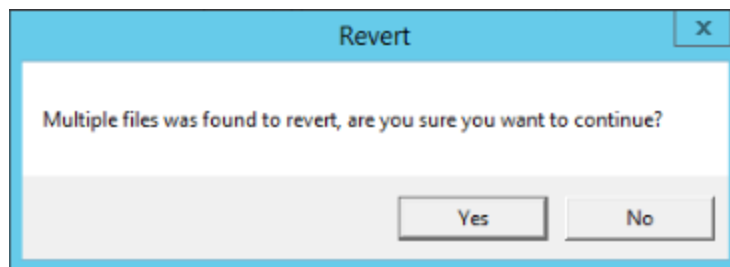 Revert
x
Multiple files was found to revert, are you sure you want to continue?
Yes No